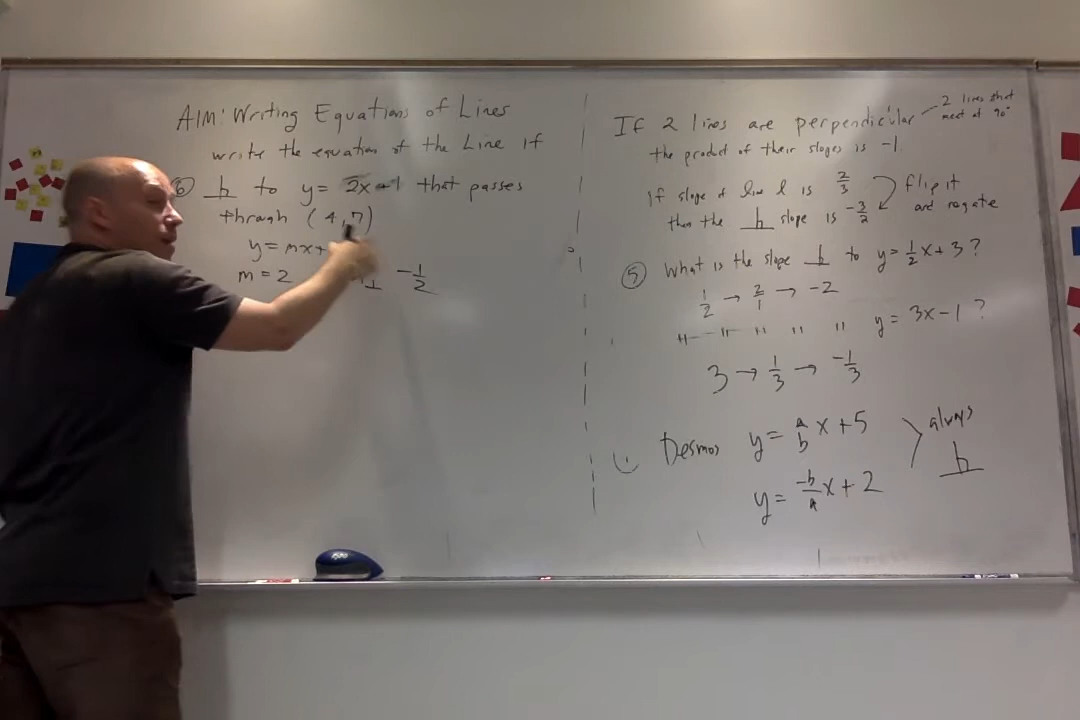 AIM: Writing Equations of Lines
write the equation of the Line if
⑥ ⊥ to y = 2x - 1 that passes
through (4, 7)
y = mx +
m = 2 ⊥ -1/2
If 2 lines are perpendicular
2 lines that
meet at 90°
the product of their slopes is -1.
If slope of line l is 2/3
then the ⊥ slope is -3/2
flip it
and negate
⑤ What is the slope ⊥ to y = 1/2 x + 3 ?
1/2 → 2/1 → -2
" " " " " y = 3x - 1 ?
3 → 1/3 → -1/3
Desmos y = a/b x + 5
y = -b/a x + 2
always
⊥